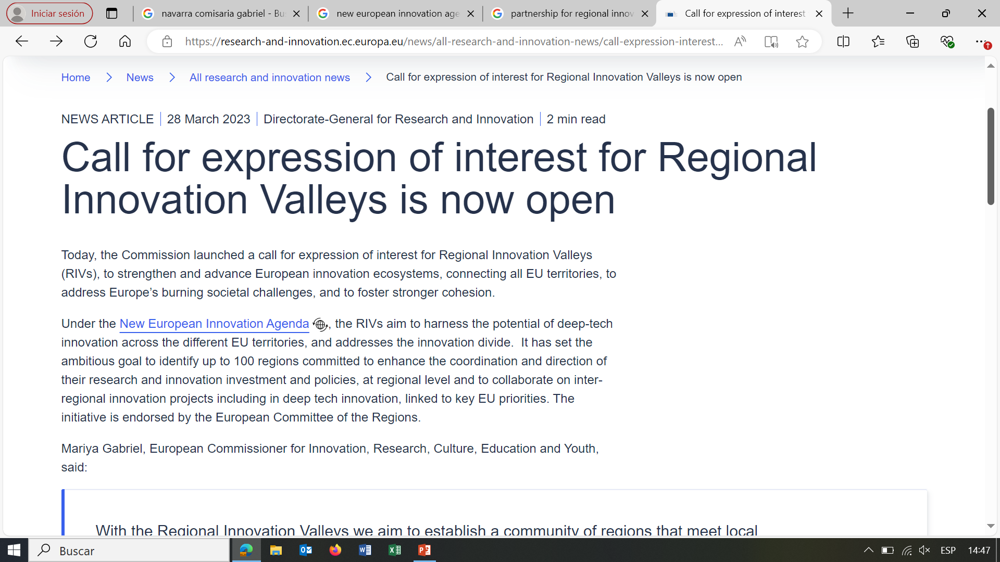 Iniciar sesión
navarra comisaria gabriel - Bu
new european innovation age
partnership for regional innov
Call for expression of interest
https://research-and-innovation.ec.europa.eu/news/all-research-and-innovation-news/call-expression-interest...
Home > News > All research and innovation news > Call for expression of interest for Regional Innovation Valleys is now open
NEWS ARTICLE | 28 March 2023 | Directorate-General for Research and Innovation | 2 min read
Call for expression of interest for Regional
Innovation Valleys is now open
Today, the Commission launched a call for expression of interest for Regional Innovation Valleys
(RIVs), to strengthen and advance European innovation ecosystems, connecting all EU territories, to
address Europe’s burning societal challenges, and to foster stronger cohesion.
Under the New European Innovation Agenda , the RIVs aim to harness the potential of deep-tech
innovation across the different EU territories, and addresses the innovation divide.  It has set the
ambitious goal to identify up to 100 regions committed to enhance the coordination and direction of
their research and innovation investment and policies, at regional level and to collaborate on inter-
regional innovation projects including in deep tech innovation, linked to key EU priorities. The
initiative is endorsed by the European Committee of the Regions.
Mariya Gabriel, European Commissioner for Innovation, Research, Culture, Education and Youth,
said:
With the Regional Innovation Valleys we aim to establish a community of regions that meet local
Buscar
ESP
14:47